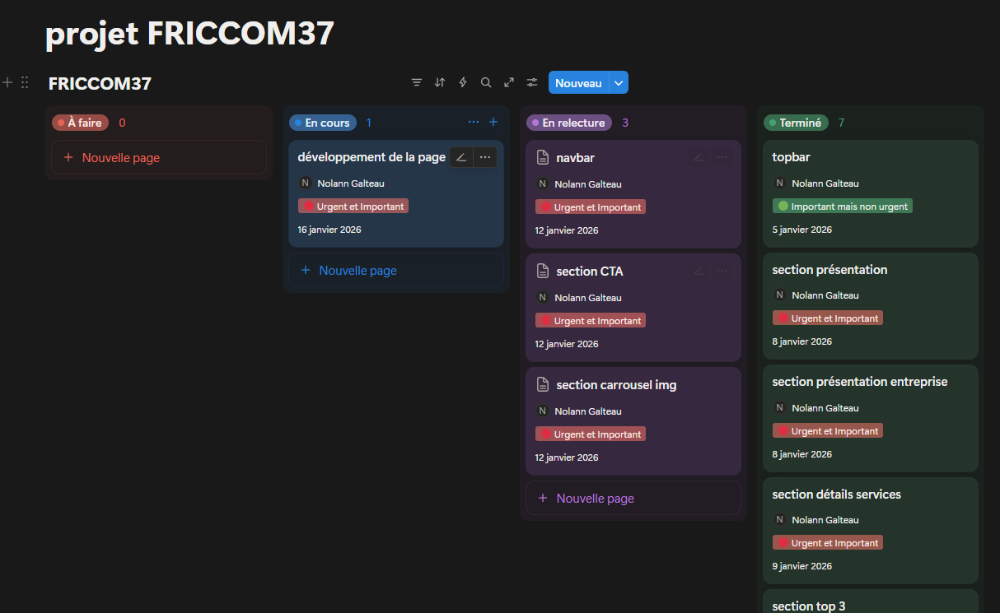 projet FRICCOM37
FRICCOM37
Nouveau
À faire 0
Nouvelle page
En cours 1
développement de la page
N Nolann Galteau
Urgent et Important
16 janvier 2026
Nouvelle page
En relecture 3
navbar
N Nolann Galteau
Urgent et Important
12 janvier 2026
section CTA
N Nolann Galteau
Urgent et Important
12 janvier 2026
section carrousel img
N Nolann Galteau
Urgent et Important
12 janvier 2026
Nouvelle page
Terminé 7
topbar
N Nolann Galteau
Important mais non urgent
5 janvier 2026
section présentation
N Nolann Galteau
Urgent et Important
8 janvier 2026
section présentation entreprise
N Nolann Galteau
Urgent et Important
8 janvier 2026
section détails services
N Nolann Galteau
Urgent et Important
9 janvier 2026
section top 3